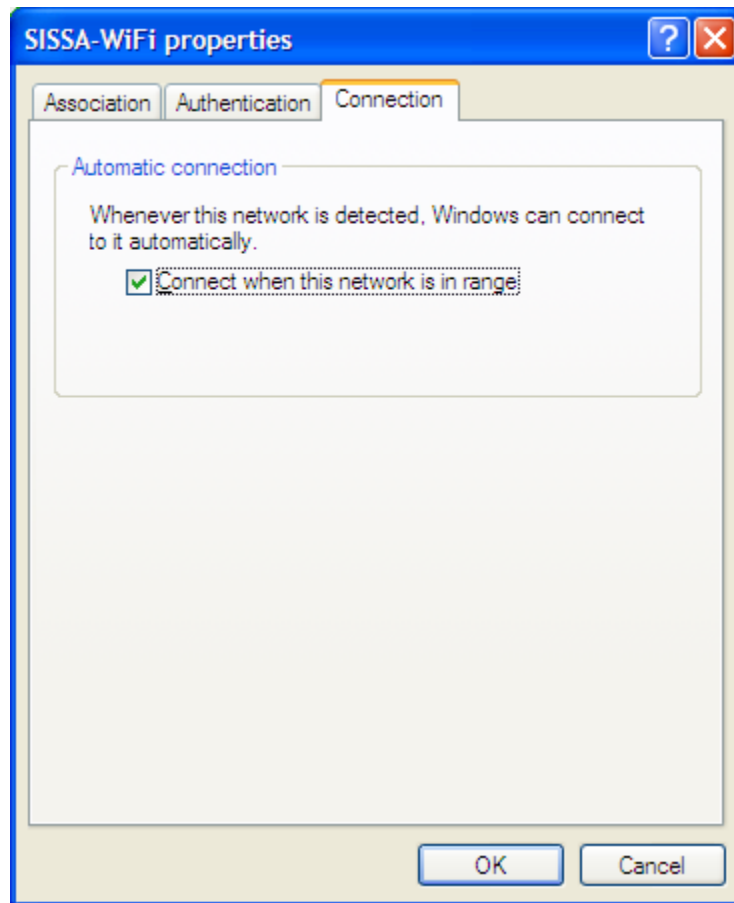 SISSA-WiFi properties
?
Association Authentication Connection
Automatic connection
Whenever this network is detected, Windows can connect
to it automatically.
Connect when this network is in range
OK Cancel